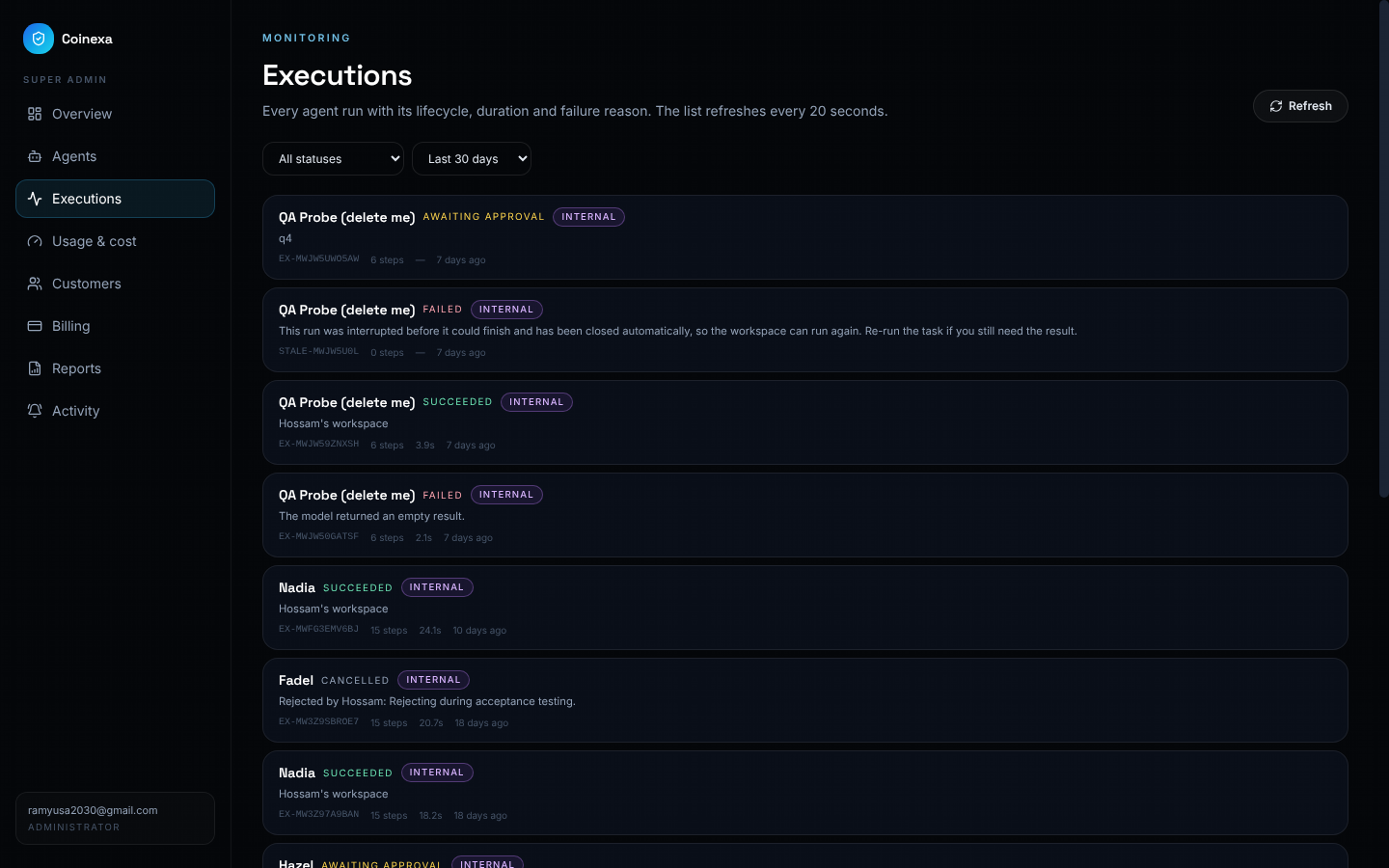 Coinexa
SUPER ADMIN
Overview
Agents
Executions
Usage & cost
Customers
Billing
Reports
Activity
ramyusa2030@gmail.com
ADMINISTRATOR
MONITORING
Executions
Every agent run with its lifecycle, duration and failure reason. The list refreshes every 20 seconds.
Refresh
All statuses Last 30 days
QA Probe (delete me) AWAITING APPROVAL INTERNAL
q4
EX-MWJW5UWO5AW 6 steps — 7 days ago
QA Probe (delete me) FAILED INTERNAL
This run was interrupted before it could finish and has been closed automatically, so the workspace can run again. Re-run the task if you still need the result.
STALE-MWJW5U0L 0 steps — 7 days ago
QA Probe (delete me) SUCCEEDED INTERNAL
Hossam's workspace
EX-MWJW59ZNXSH 6 steps 3.9s 7 days ago
QA Probe (delete me) FAILED INTERNAL
The model returned an empty result.
EX-MWJW50GATSF 6 steps 2.1s 7 days ago
Nadia SUCCEEDED INTERNAL
Hossam's workspace
EX-MWFG3EMV6BJ 15 steps 24.1s 10 days ago
Fadel CANCELLED INTERNAL
Rejected by Hossam: Rejecting during acceptance testing.
EX-MW3Z9SBROE7 15 steps 20.7s 18 days ago
Nadia SUCCEEDED INTERNAL
Hossam's workspace
EX-MW3Z97A9BAN 15 steps 18.2s 18 days ago
Hazel AWAITING APPROVAL INTERNAL